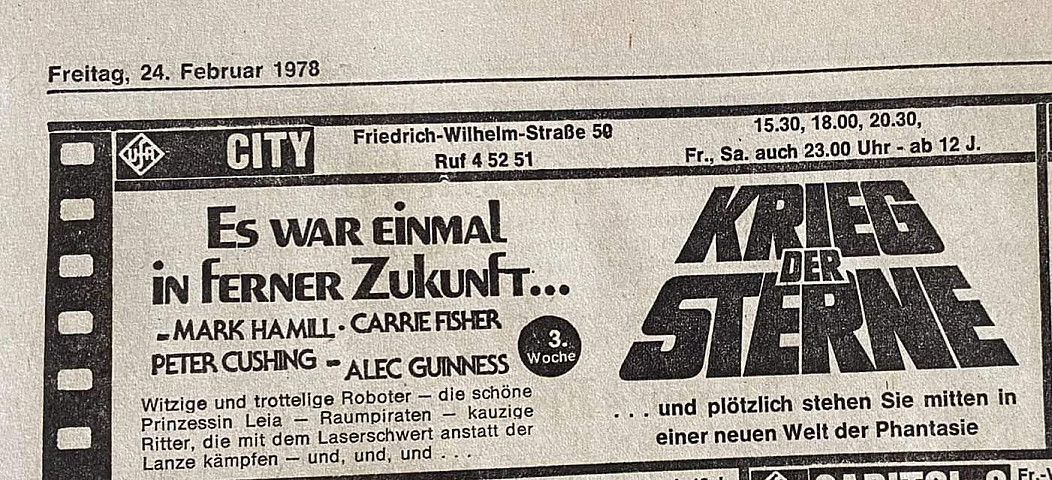 Freitag, 24. Februar 1978
UFA CITY
Friedrich-Wilhelm-Straße 50
Ruf 4 52 51
15.30, 18.00, 20.30,
Fr., Sa. auch 23.00 Uhr - ab 12 J.
Es WAR EiNMAl
iN fERNER ZukuNfT...
- MARK HAMILL · CARRIE FISHER
PETER CUSHING - ALEC GUINNESS
3.
Woche
Witzige und trottelige Roboter — die schöne
Prinzessin Leia — Raumpiraten — kauzige
Ritter, die mit dem Laserschwert anstatt der
Lanze kämpfen — und, und, und . . .
KRIEG
DER
STERNE
. . . und plötzlich stehen Sie mitten in
einer neuen Welt der Phantasie